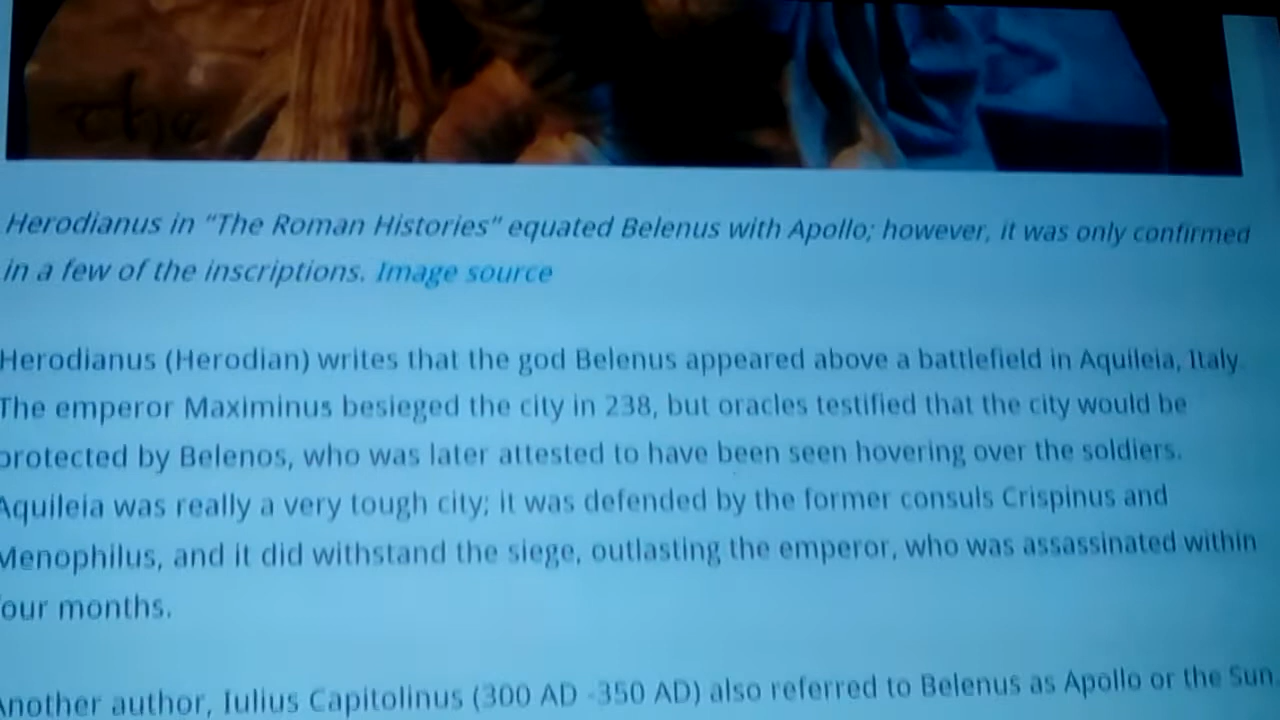 The
Herodianus in "The Roman Histories" equated Belenus with Apollo; however, it was only confirmed
in a few of the inscriptions. Image source
Herodianus (Herodian) writes that the god Belenus appeared above a battlefield in Aquileia, Italy.
The emperor Maximinus besieged the city in 238, but oracles testified that the city would be
protected by Belenos, who was later attested to have been seen hovering over the soldiers.
Aquileia was really a very tough city; it was defended by the former consuls Crispinus and
Menophilus, and it did withstand the siege, outlasting the emperor, who was assassinated within
four months.
Another author, Iulius Capitolinus (300 AD -350 AD) also referred to Belenus as Apollo or the Sun,